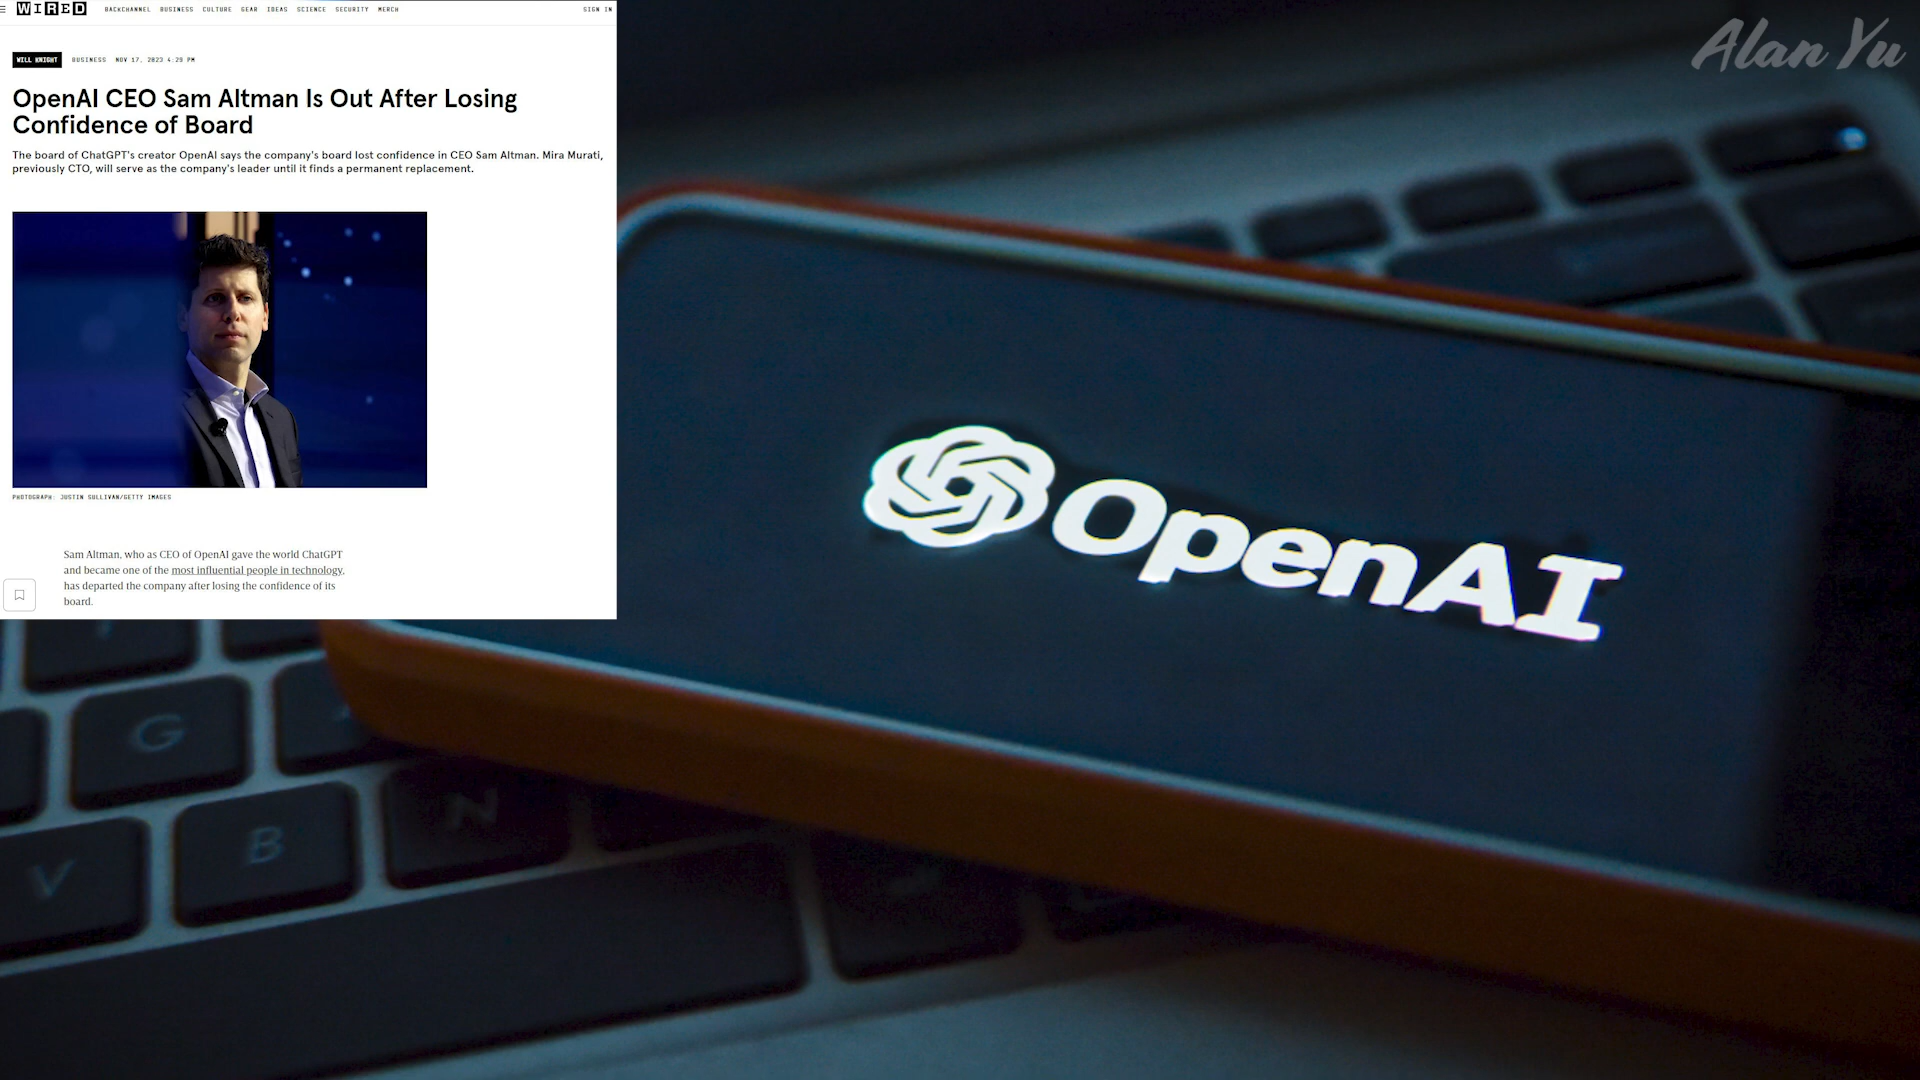 WIRED
BACKCHANNEL BUSINESS CULTURE GEAR IDEAS SCIENCE SECURITY MERCH
SIGN IN
WILL KNIGHT BUSINESS NOV 17, 2023 4:29 PM
OpenAI CEO Sam Altman Is Out After Losing
Confidence of Board
The board of ChatGPT's creator OpenAI says the company's board lost confidence in CEO Sam Altman. Mira Murati,
previously CTO, will serve as the company's leader until it finds a permanent replacement.
PHOTOGRAPH: JUSTIN SULLIVAN/GETTY IMAGES
Sam Altman, who as CEO of OpenAI gave the world ChatGPT
and became one of the most influential people in technology,
has departed the company after losing the confidence of its
board.
Alan Yu
OpenAI
G
N
B
V